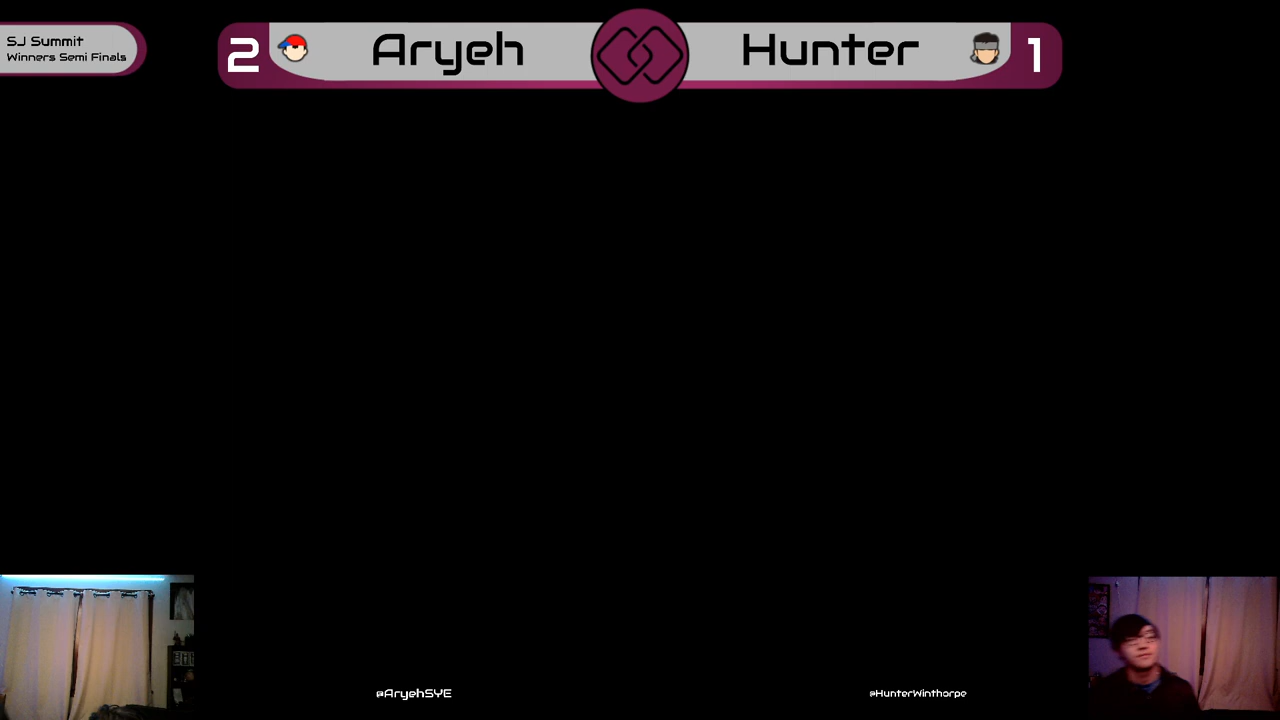 SJ Summit
Winners Semi Finals
2
Aryeh
Hunter
1
@AryehSYE
@HunterWinthorpe